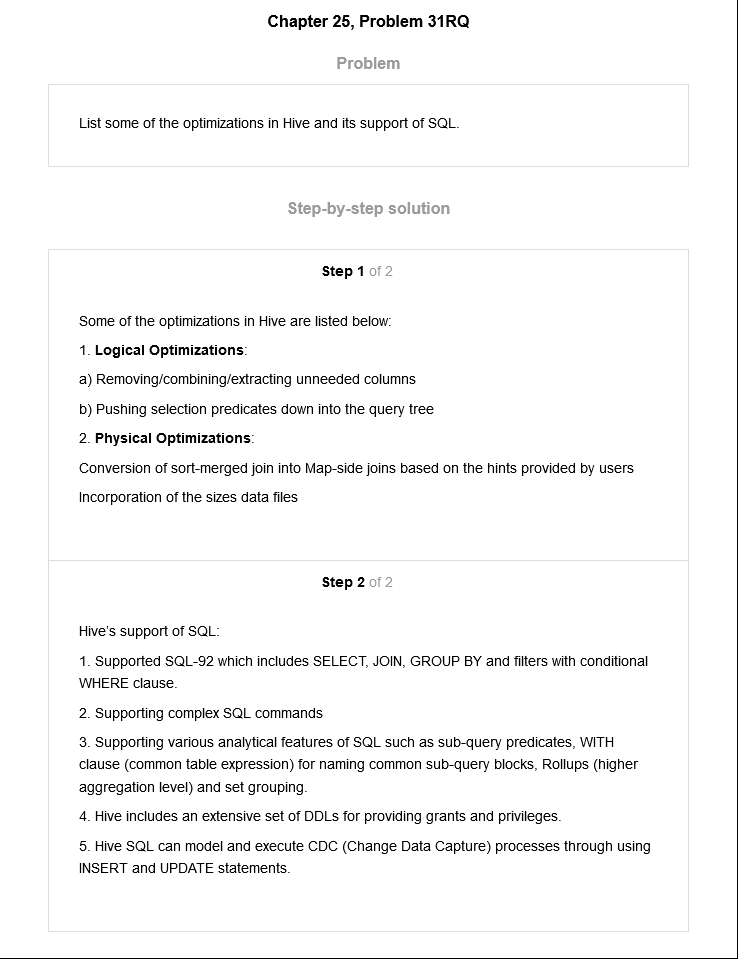 Chapter 25, Problem 31RQ
Problem
List some of the optimizations in Hive and its support of SQL.
Step-by-step solution
Step 1 of 2
Some of the optimizations in Hive are listed below:
1. Logical Optimizations:
a) Removing/combining/extracting unneeded columns
b) Pushing selection predicates down into the query tree
2. Physical Optimizations:
Conversion of sort-merged join into Map-side joins based on the hints provided by users
Incorporation of the sizes data files
Step 2 of 2
Hive's support of SQL:
1. Supported SQL-92 which includes SELECT, JOIN, GROUP BY and filters with conditional
WHERE clause.
2. Supporting complex SQL commands
3. Supporting various analytical features of SQL such as sub-query predicates, WITH
clause (common table expression) for naming common sub-query blocks, Rollups (higher
aggregation level) and set grouping.
4. Hive includes an extensive set of DDLs for providing grants and privileges.
5. Hive SQL can model and execute CDC (Change Data Capture) processes through using
INSERT and UPDATE statements.